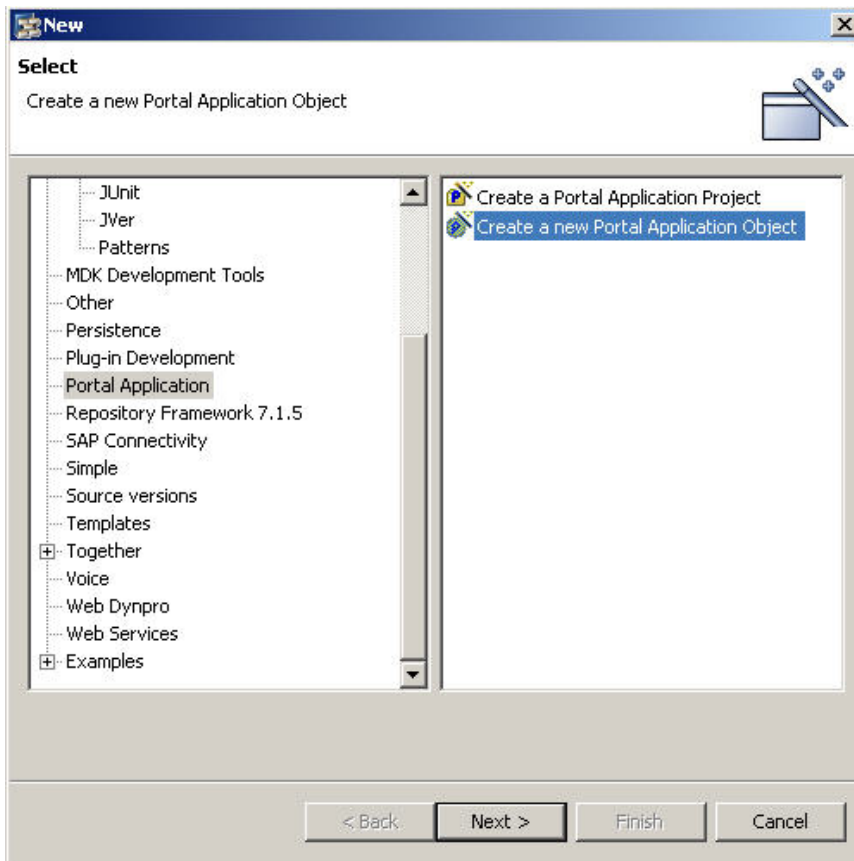 New
Select
Create a new Portal Application Object
JUnit
JVer
Patterns
MDK Development Tools
Other
Persistence
Plug-in Development
Portal Application
Repository Framework 7.1.5
SAP Connectivity
Simple
Source versions
Templates
Together
Voice
Web Dynpro
Web Services
Examples
Create a Portal Application Project
Create a new Portal Application Object
< Back
Next >
Finish
Cancel